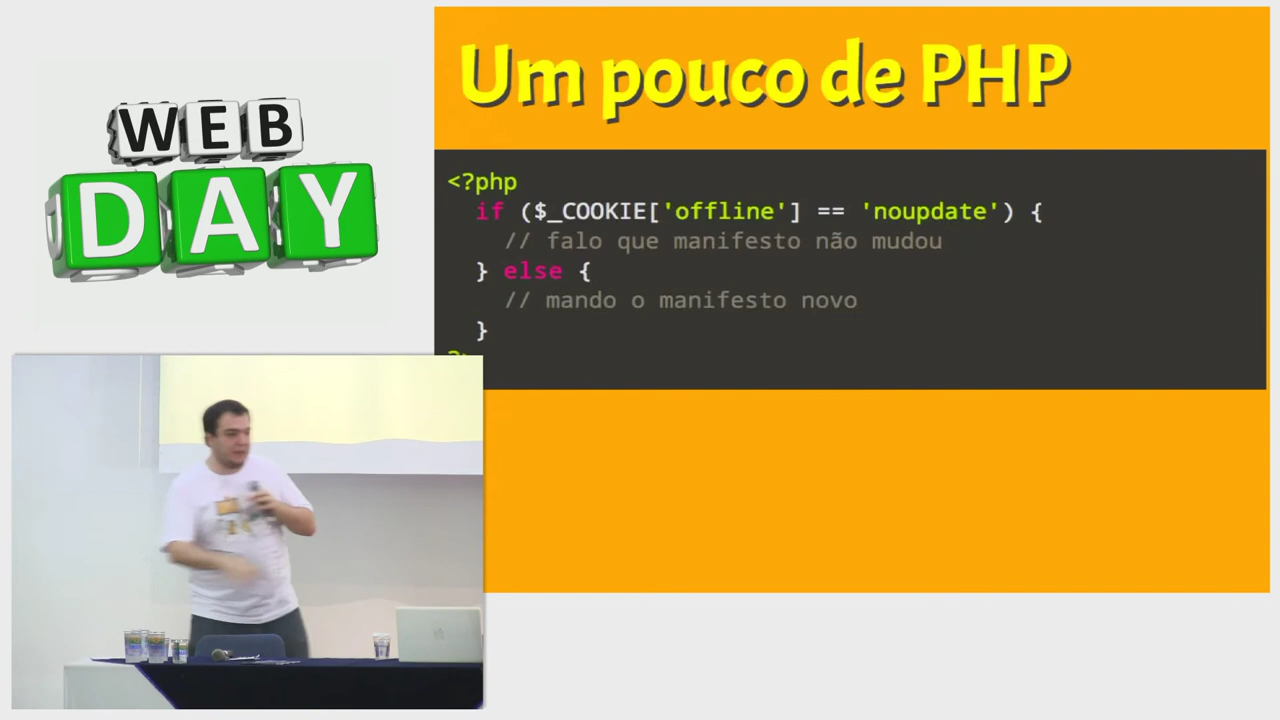 WEB
DAY
Um pouco de PHP
<?php
if ($_COOKIE['offline'] == 'noupdate') {
// falo que manifesto não mudou
} else {
// mando o manifesto novo
}